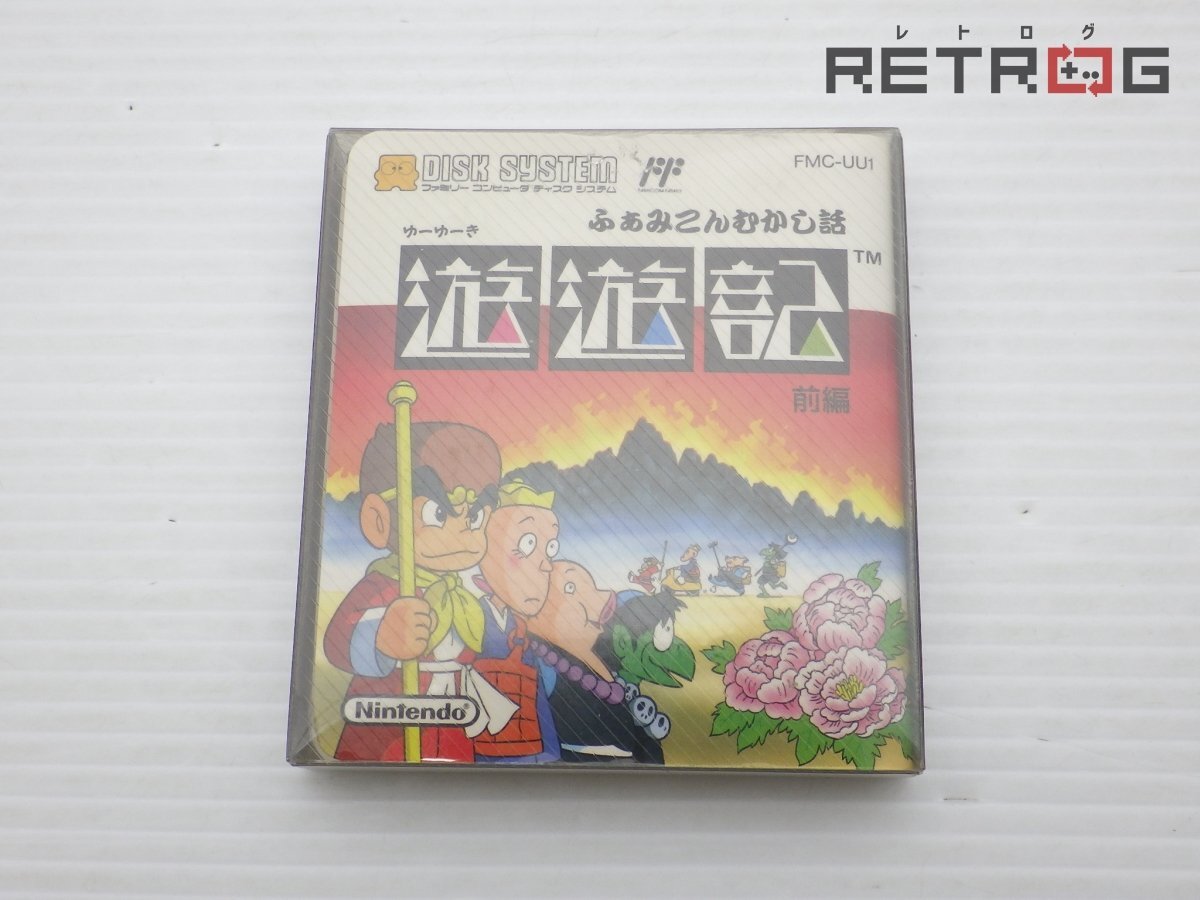 レトログ
RETROG
DISK SYSTEM
ファミリー コンピュータ ディスク システム
FMC-UU1
ふぁみこんむかし話
ゆーゆーき
遊遊記™
前編
Nintendo®